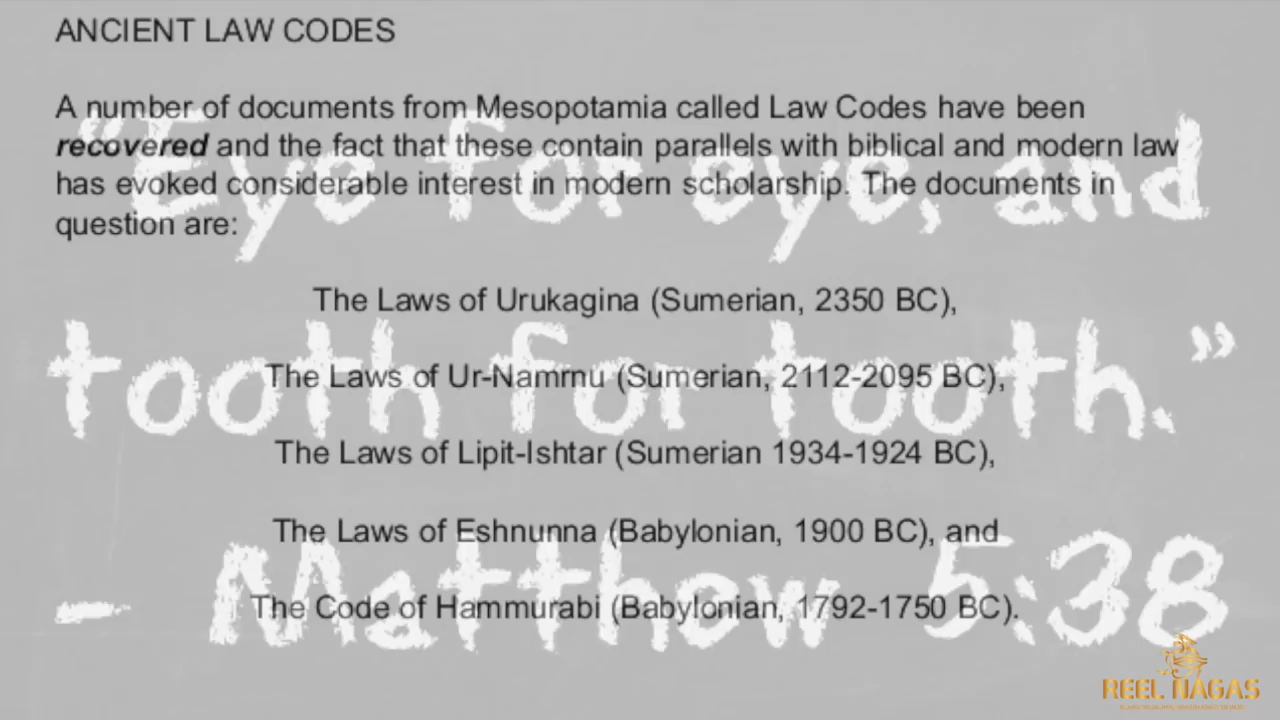 ANCIENT LAW CODES
A number of documents from Mesopotamia called Law Codes have been
recovered and the fact that these contain parallels with biblical and modern law
has evoked considerable interest in modern scholarship. The documents in
question are:
The Laws of Urukagina (Sumerian, 2350 BC),
The Laws of Ur-Namrnu (Sumerian, 2112-2095 BC),
The Laws of Lipit-Ishtar (Sumerian 1934-1924 BC),
The Laws of Eshnunna (Babylonian, 1900 BC), and
The Code of Hammurabi (Babylonian, 1792-1750 BC).
"Eye for eye, and
tooth for tooth."
- Matthew 5:38
REEL NAGAS